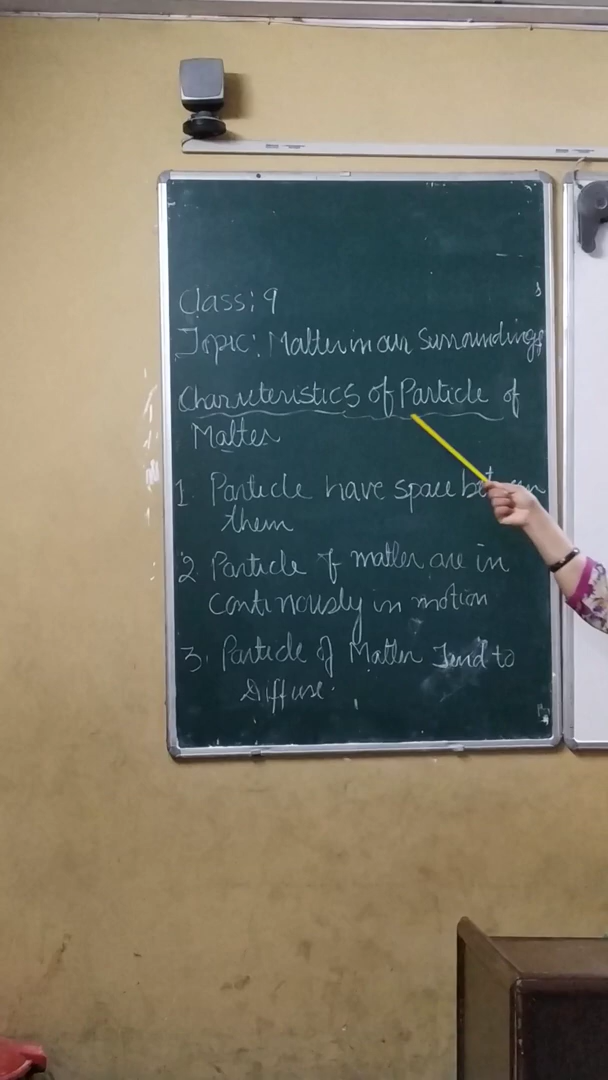 Class: 9
Topic: Matter in our Surroundings
Charcteristics of Particle of
Matter
1. Particle have space between
them
2. Particle of matter are in
Continously in motion
3. Particle of Matter Tend to
Diffuse.